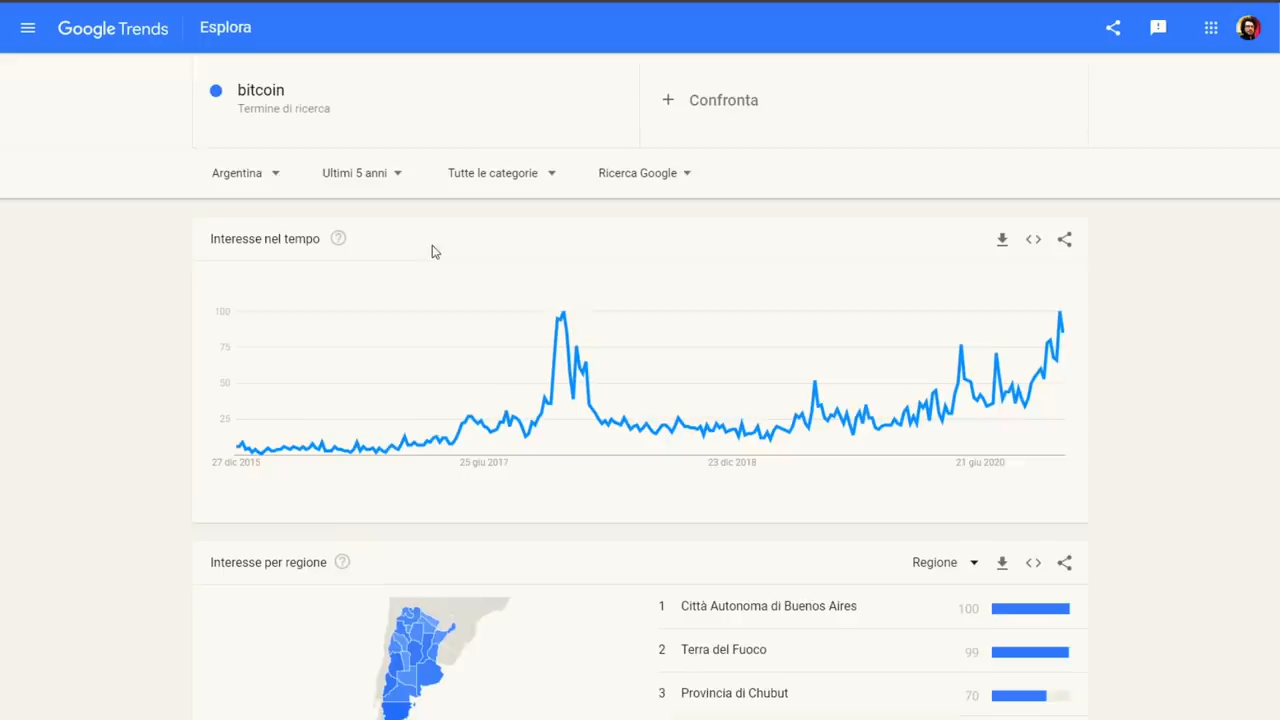 Google Trends Esplora
bitcoin
Termine di ricerca
+ Confronta
Argentina Ultimi 5 anni Tutte le categorie Ricerca Google
Interesse nel tempo ?
100
75
50
25
27 dic 2015 25 giu 2017 23 dic 2018 21 giu 2020
Interesse per regione ? Regione
1 Città Autonoma di Buenos Aires 100
2 Terra del Fuoco 99
3 Provincia di Chubut 70